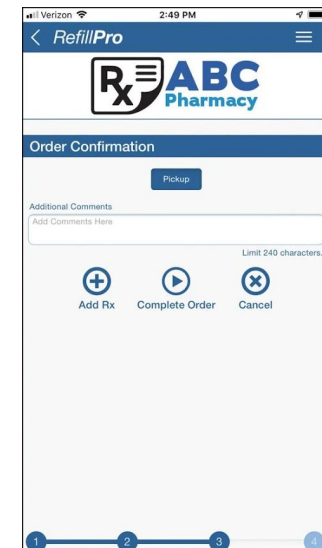 Verizon 2:49 PM
RefillPro
Rx ABC
Pharmacy
Order Confirmation
Pickup
Additional Comments
Add Comments Here
Limit 240 characters.
Add Rx Complete Order Cancel
1 2 3 4